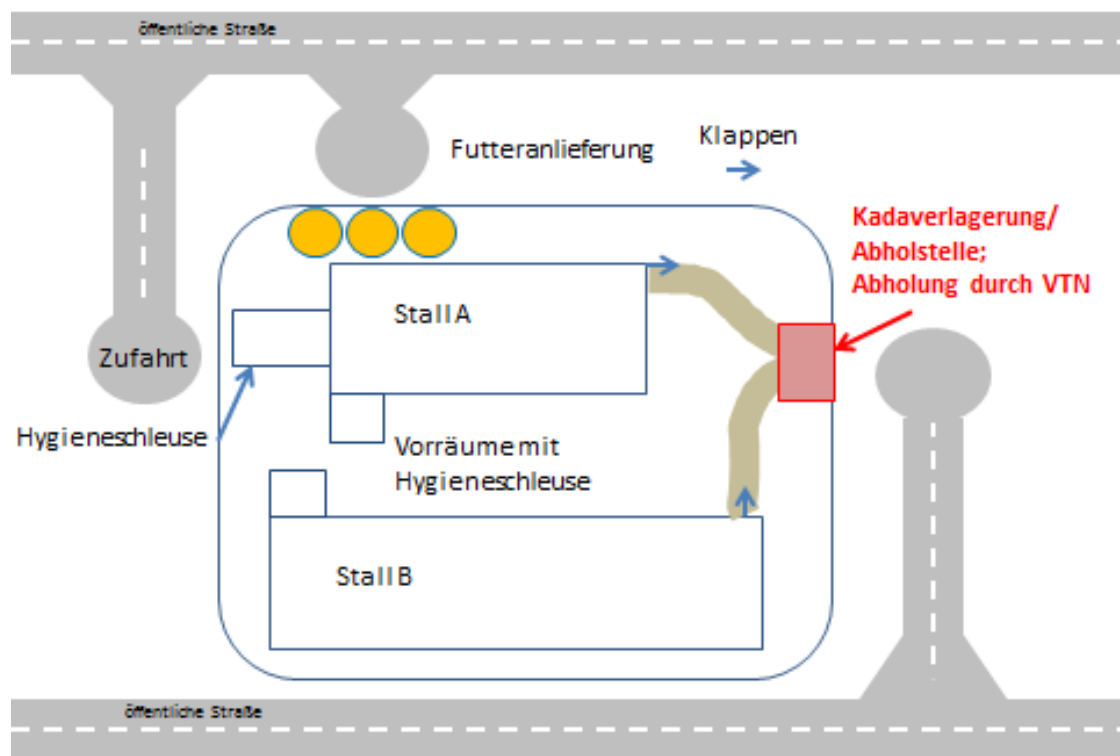 öffentliche Straße
Futteranlieferung
Klappen
Kadaverlagerung/
Abholstelle;
Abholung durch VTN
Stall A
Zufahrt
Hygieneschleuse
Vorräume mit
Hygieneschleuse
Stall B
öffentliche Straße